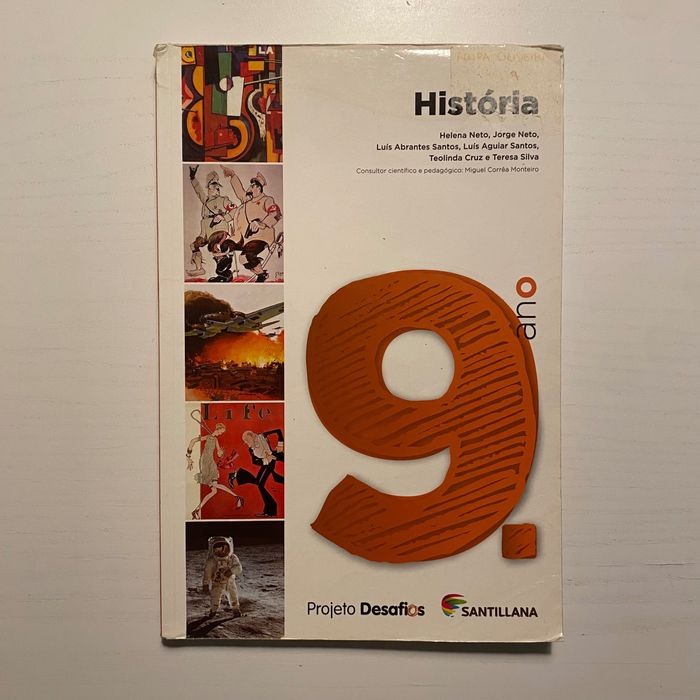 História
Helena Neto, Jorge Neto,
Luís Abrantes Santos, Luís Aguiar Santos,
Teolinda Cruz e Teresa Silva
Consultor científico e pedagógico: Miguel Corrêa Monteiro
9.
ano
Life
Projeto Desafios
SANTILLANA